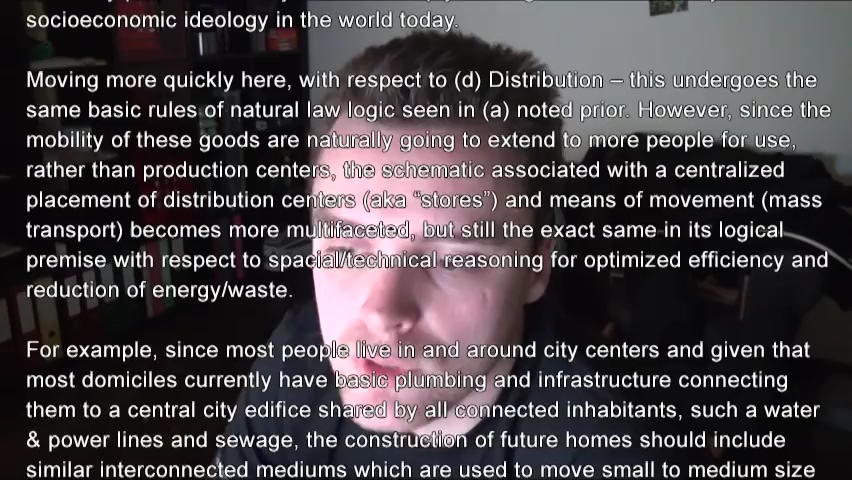 socioeconomic ideology in the world today.
Moving more quickly here, with respect to (d) Distribution – this undergoes the
same basic rules of natural law logic seen in (a) noted prior. However, since the
mobility of these goods are naturally going to extend to more people for use,
rather than production centers, the schematic associated with a centralized
placement of distribution centers (aka “stores”) and means of movement (mass
transport) becomes more multifaceted, but still the exact same in its logical
premise with respect to spacial/technical reasoning for optimized efficiency and
reduction of energy/waste.
For example, since most people live in and around city centers and given that
most domiciles currently have basic plumbing and infrastructure connecting
them to a central city edifice shared by all connected inhabitants, such a water
& power lines and sewage, the construction of future homes should include
similar interconnected mediums which are used to move small to medium size